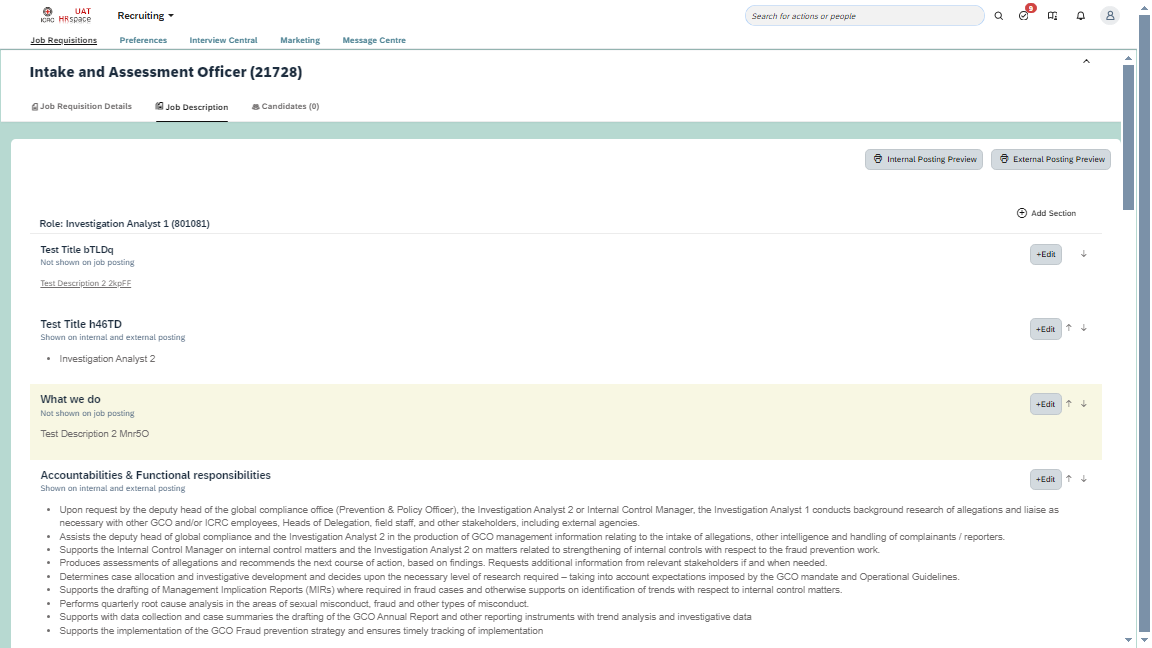 UAT
ICRC HRspace
Recruiting
Search for actions or people
9
Job Requisitions
Preferences
Interview Central
Marketing
Message Centre
Intake and Assessment Officer (21728)
Job Requisition Details
Job Description
Candidates (0)
Internal Posting Preview
External Posting Preview
Add Section
Role: Investigation Analyst 1 (801081)
Test Title bTLDq
Not shown on job posting
+Edit
Test Description 2 2kpFF
Test Title h46TD
Shown on internal and external posting
+Edit
• Investigation Analyst 2
What we do
Not shown on job posting
+Edit
Test Description 2 Mnr5O
Accountabilities & Functional responsibilities
Shown on internal and external posting
+Edit
• Upon request by the deputy head of the global compliance office (Prevention & Policy Officer), the Investigation Analyst 2 or Internal Control Manager, the Investigation Analyst 1 conducts background research of allegations and liaise as
necessary with other GCO and/or ICRC employees, Heads of Delegation, field staff, and other stakeholders, including external agencies.
• Assists the deputy head of global compliance and the Investigation Analyst 2 in the production of GCO management information relating to the intake of allegations, other intelligence and handling of complainants / reporters.
• Supports the Internal Control Manager on internal control matters and the Investigation Analyst 2 on matters related to strengthening of internal controls with respect to the fraud prevention work.
• Produces assessments of allegations and recommends the next course of action, based on findings. Requests additional information from relevant stakeholders if and when needed.
• Determines case allocation and investigative development and decides upon the necessary level of research required – taking into account expectations imposed by the GCO mandate and Operational Guidelines.
• Supports the drafting of Management Implication Reports (MIRs) where required in fraud cases and otherwise supports on identification of trends with respect to internal control matters.
• Performs quarterly root cause analysis in the areas of sexual misconduct, fraud and other types of misconduct.
• Supports with data collection and case summaries the drafting of the GCO Annual Report and other reporting instruments with trend analysis and investigative data
• Supports the implementation of the GCO Fraud prevention strategy and ensures timely tracking of implementation